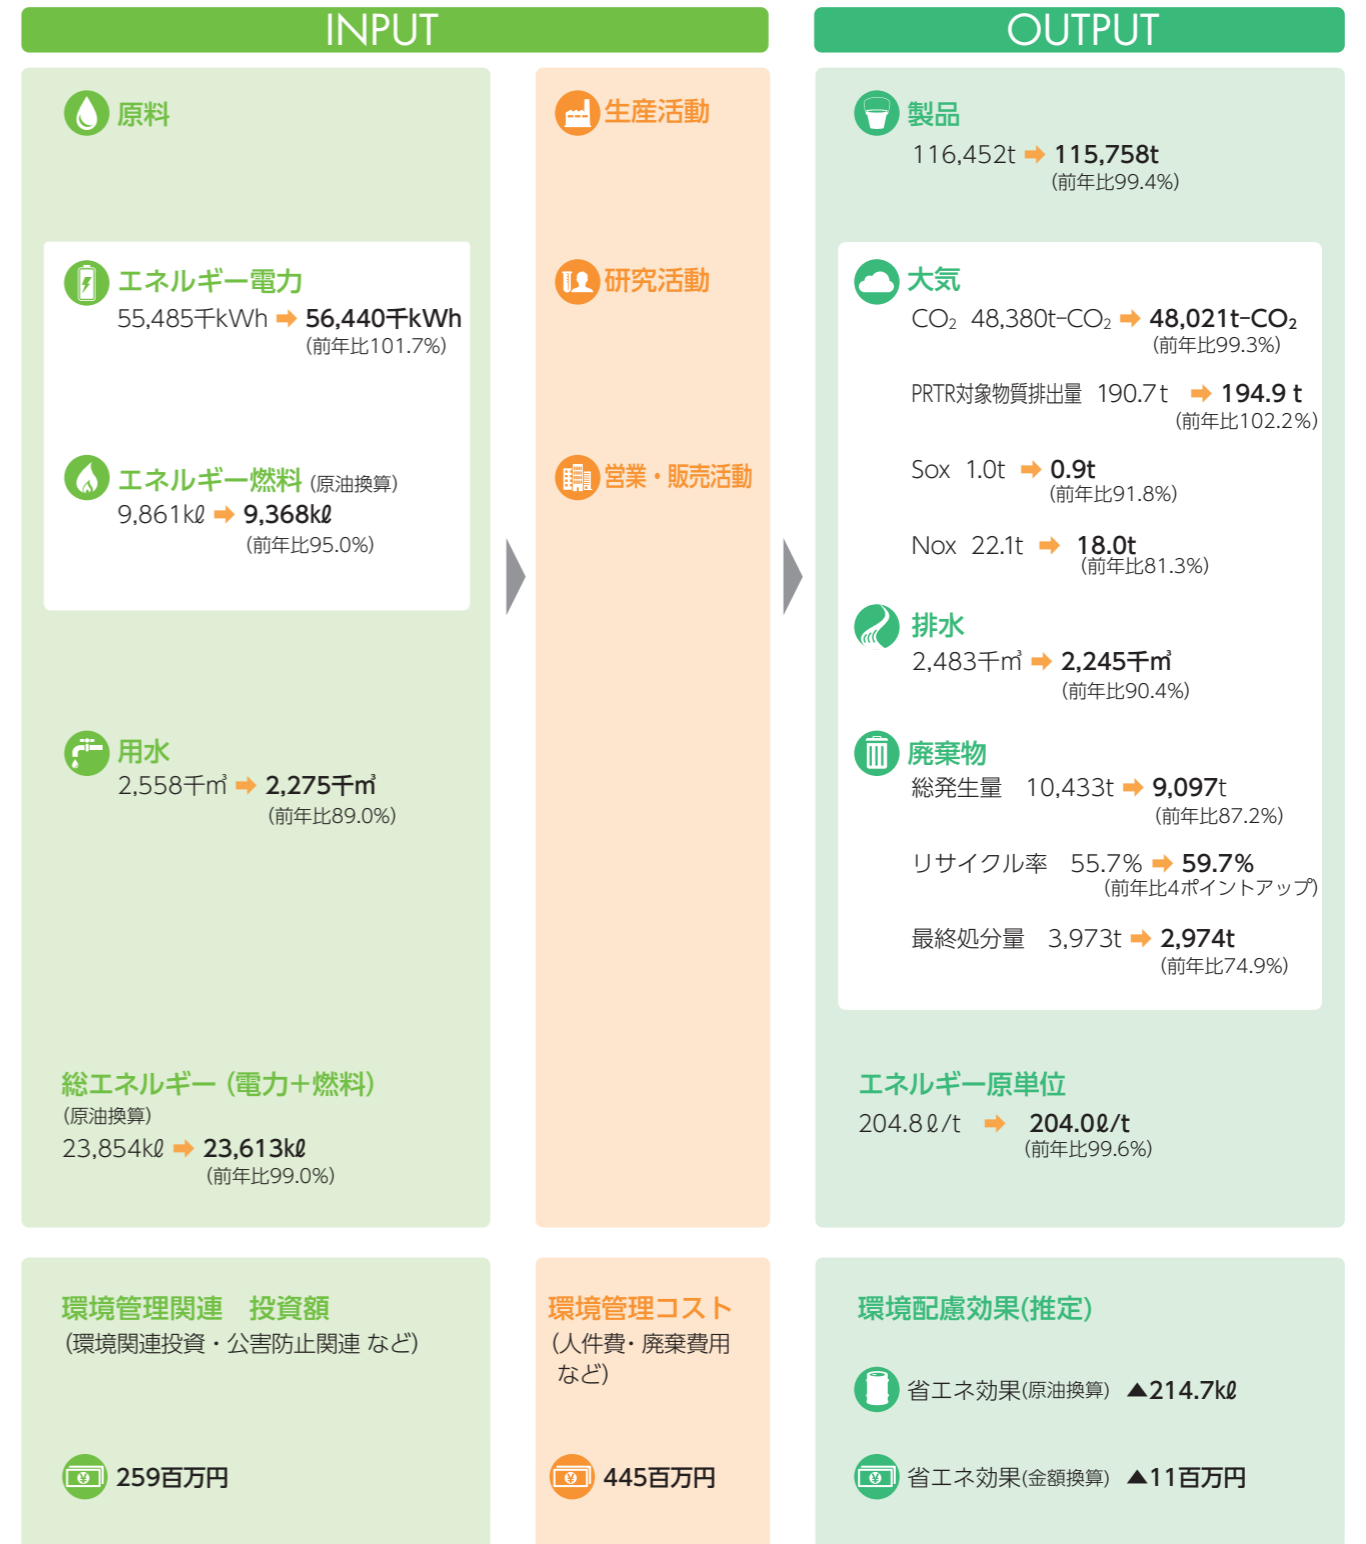 INPUT
原料
エネルギー電力
55,485千kWh ➡ 56,440千kWh
(前年比101.7%)
エネルギー燃料 (原油換算)
9,861kℓ ➡ 9,368kℓ
(前年比95.0%)
用水
2,558千㎥ ➡ 2,275千㎥
(前年比89.0%)
総エネルギー (電力+燃料)
(原油換算)
23,854kℓ ➡ 23,613kℓ
(前年比99.0%)
生産活動
研究活動
営業・販売活動
OUTPUT
製品
116,452t ➡ 115,758t
(前年比99.4%)
大気
CO₂ 48,380t-CO₂ ➡ 48,021t-CO₂
(前年比99.3%)
PRTR対象物質排出量 190.7t ➡ 194.9 t
(前年比102.2%)
Sox 1.0t ➡ 0.9t
(前年比91.8%)
Nox 22.1t ➡ 18.0t
(前年比81.3%)
排水
2,483千㎥ ➡ 2,245千㎥
(前年比90.4%)
廃棄物
総発生量 10,433t ➡ 9,097t
(前年比87.2%)
リサイクル率 55.7% ➡ 59.7%
(前年比4ポイントアップ)
最終処分量 3,973t ➡ 2,974t
(前年比74.9%)
エネルギー原単位
204.8ℓ/t ➡ 204.0ℓ/t
(前年比99.6%)
環境管理関連 投資額
(環境関連投資・公害防止関連 など)
259百万円
環境管理コスト
(人件費・廃棄費用
など)
445百万円
環境配慮効果(推定)
省エネ効果(原油換算) ▲214.7kℓ
省エネ効果(金額換算) ▲11百万円